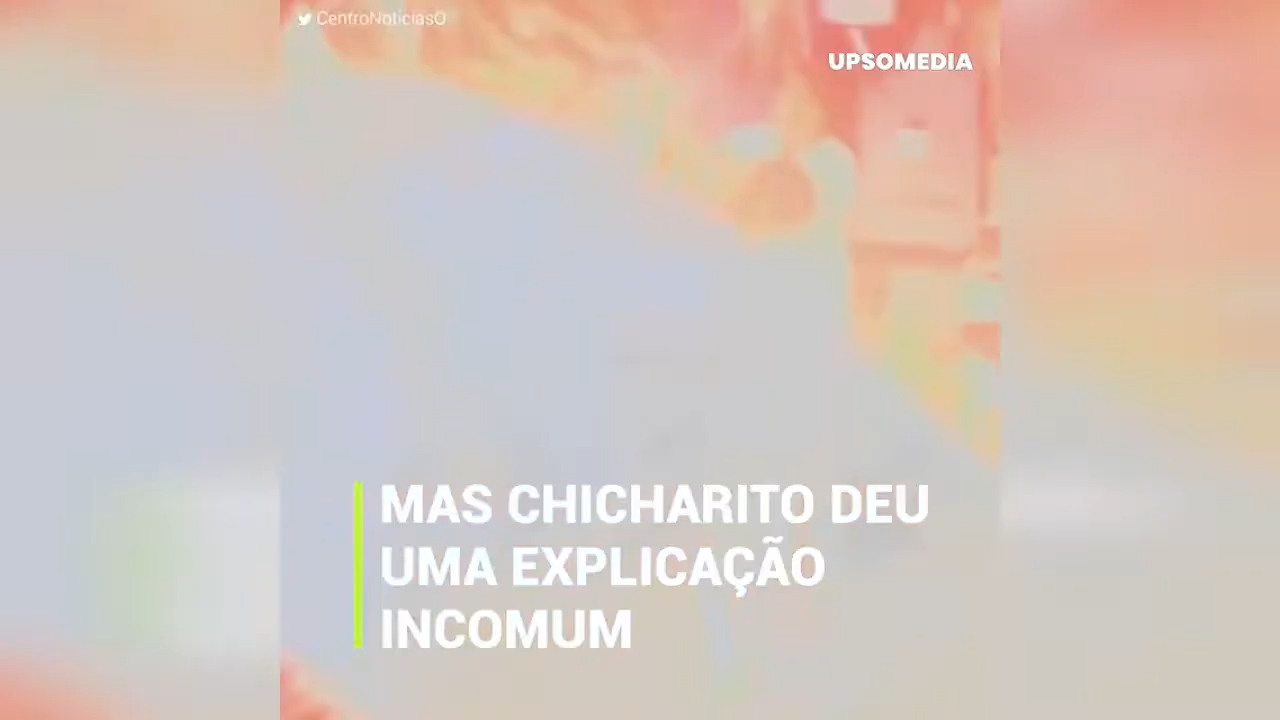 CentroNoticiasO
UPSOMEDIA
MAS CHICHARITO DEU
UMA EXPLICAÇÃO
INCOMUM